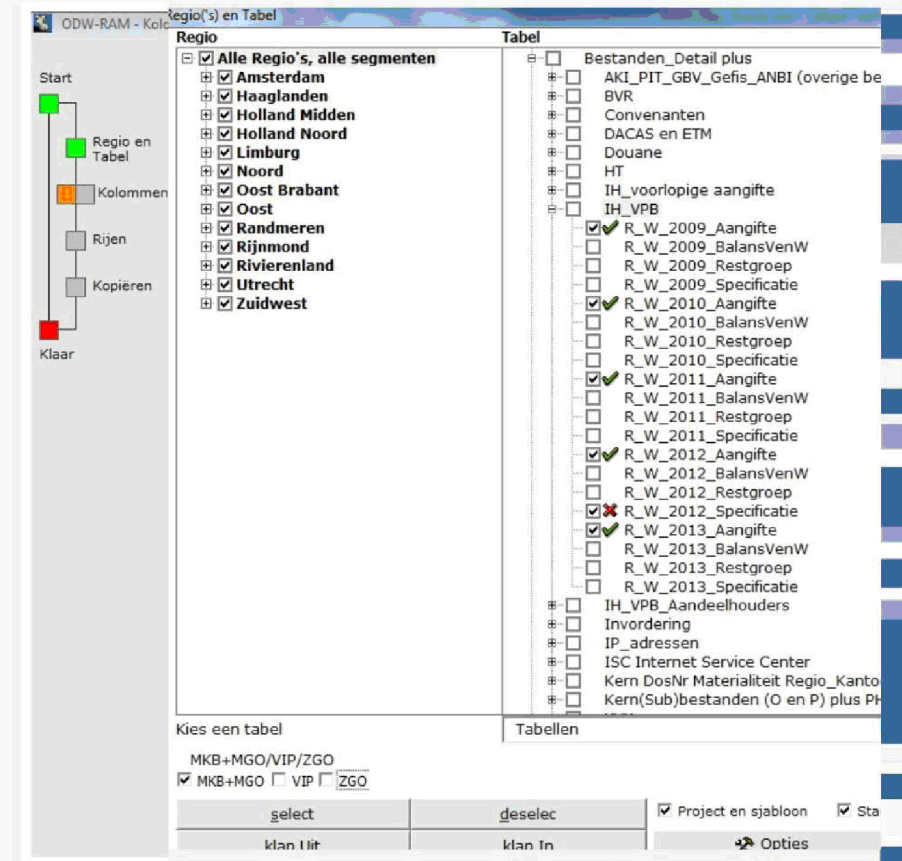 ODW-RAM - Kolo
Regio('s) en Tabel
Start
Regio en
Tabel
Kolommen
Rijen
Kopiëren
Klaar
Regio
Alle Regio's, alle segmenten
Amsterdam
Haaglanden
Holland Midden
Holland Noord
Limburg
Noord
Oost Brabant
Oost
Randmeren
Rijnmond
Rivierenland
Utrecht
Zuidwest
Tabel
Bestanden_Detail plus
AKI_PIT_GBV_Gefis_ANBI (overige be
BVR
Convenanten
DACAS en ETM
Douane
HT
IH_voorlopige aangifte
IH_VPB
R_W_2009_Aangifte
R_W_2009_BalansVenW
R_W_2009_Restgroep
R_W_2009_Specificatie
R_W_2010_Aangifte
R_W_2010_BalansVenW
R_W_2010_Restgroep
R_W_2010_Specificatie
R_W_2011_Aangifte
R_W_2011_BalansVenW
R_W_2011_Restgroep
R_W_2011_Specificatie
R_W_2012_Aangifte
R_W_2012_BalansVenW
R_W_2012_Restgroep
R_W_2012_Specificatie
R_W_2013_Aangifte
R_W_2013_BalansVenW
R_W_2013_Restgroep
R_W_2013_Specificatie
IH_VPB_Aandeelhouders
Invordering
IP_adressen
ISC Internet Service Center
Kern DosNr Materialiteit Regio_Kanto
Kern(Sub)bestanden (O en P) plus PH
Kies een tabel
Tabellen
MKB+MGO/VIP/ZGO
MKB+MGO VIP ZGO
select deselec Project en sjabloon Sta
klap Uit klap In Opties